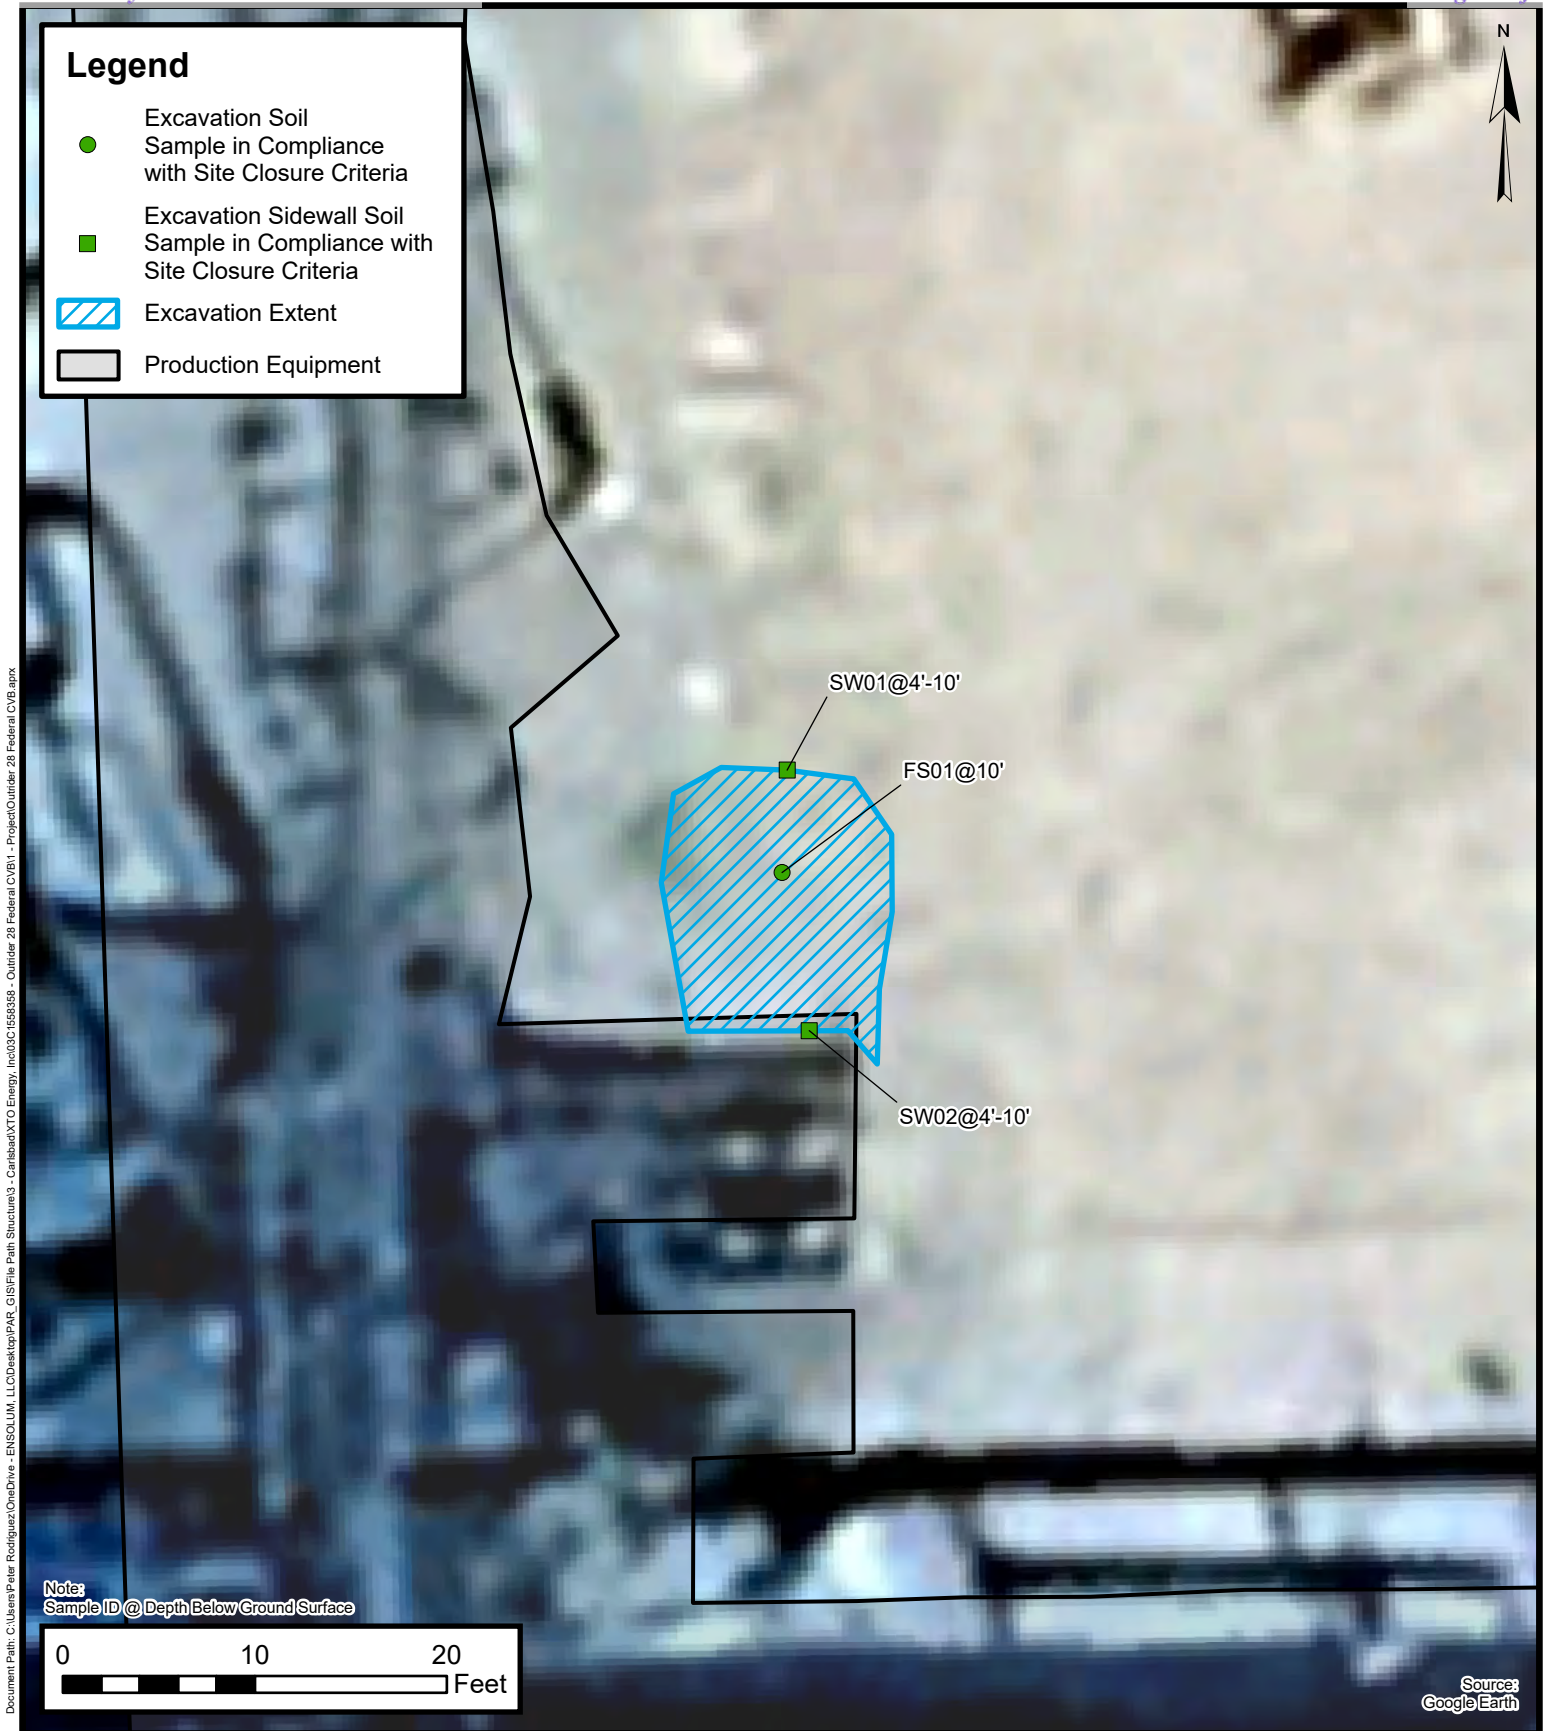 Legend
Excavation Soil
Sample in Compliance
with Site Closure Criteria
Excavation Sidewall Soil
Sample in Compliance with
Site Closure Criteria
Excavation Extent
Production Equipment
N
SW01@4'-10'
FS01@10'
SW02@4'-10'
Note:
Sample ID @ Depth Below Ground Surface
0 10 20
Feet
Source:
Google Earth
Document Path: C:\Users\Peter Rodriguez\OneDrive - ENSOLUM, LLC\Desktop\PAR_GIS\File Path Structure\3 - Carlsbad\XTO Energy, Inc\03C1558358 - Outrider 28 Federal CVB\1 - Project\Outrider 28 Federal CVB.aprx